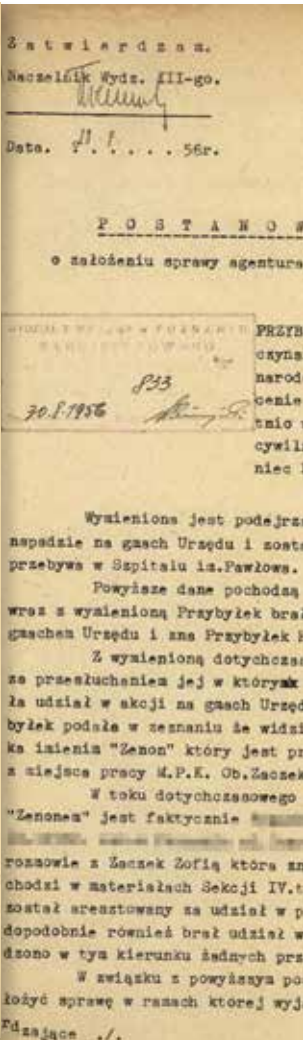 Zatwierdzam.
Naczelnik Wydz. III-go.
Data. 56r.
POSTANOW
o założeniu sprawy agentura
PRZYB
czyna
narod
833
cenie
30.8.1956
tnio
cywil
niec
Wymieniona jest podejrz
napadzie na gmach Urzędu i zosta
przebywa w Szpitalu im.Pawłowa.
Powyższe dane pochodzą
wraz z wymienioną Przybyłek bra
gmachem Urzędu i zna Przybyłek
Z wymienioną dotychczas
za przesłuchaniem jej w którymx
ła udział w akcji na gmach Urzęd
byłek podała w zeznaniu że widzi
ka imienia "Zenon" który jest pr
z miejsca pracy M.P.K. Ob.Zaczek
W toku dotychczasowego
"Zenonem" jest faktycznie
rozmowie z Zaczek Zofią która zn
chodzi w materiałach Sekcji IV.t
został aresztowany za udział w p
dopodobnie również brał udział w
dzono w tym kierunku żadnych prz
W związku z powyższym po
łożyć sprawę w ramach której wyj
rdzające ./.